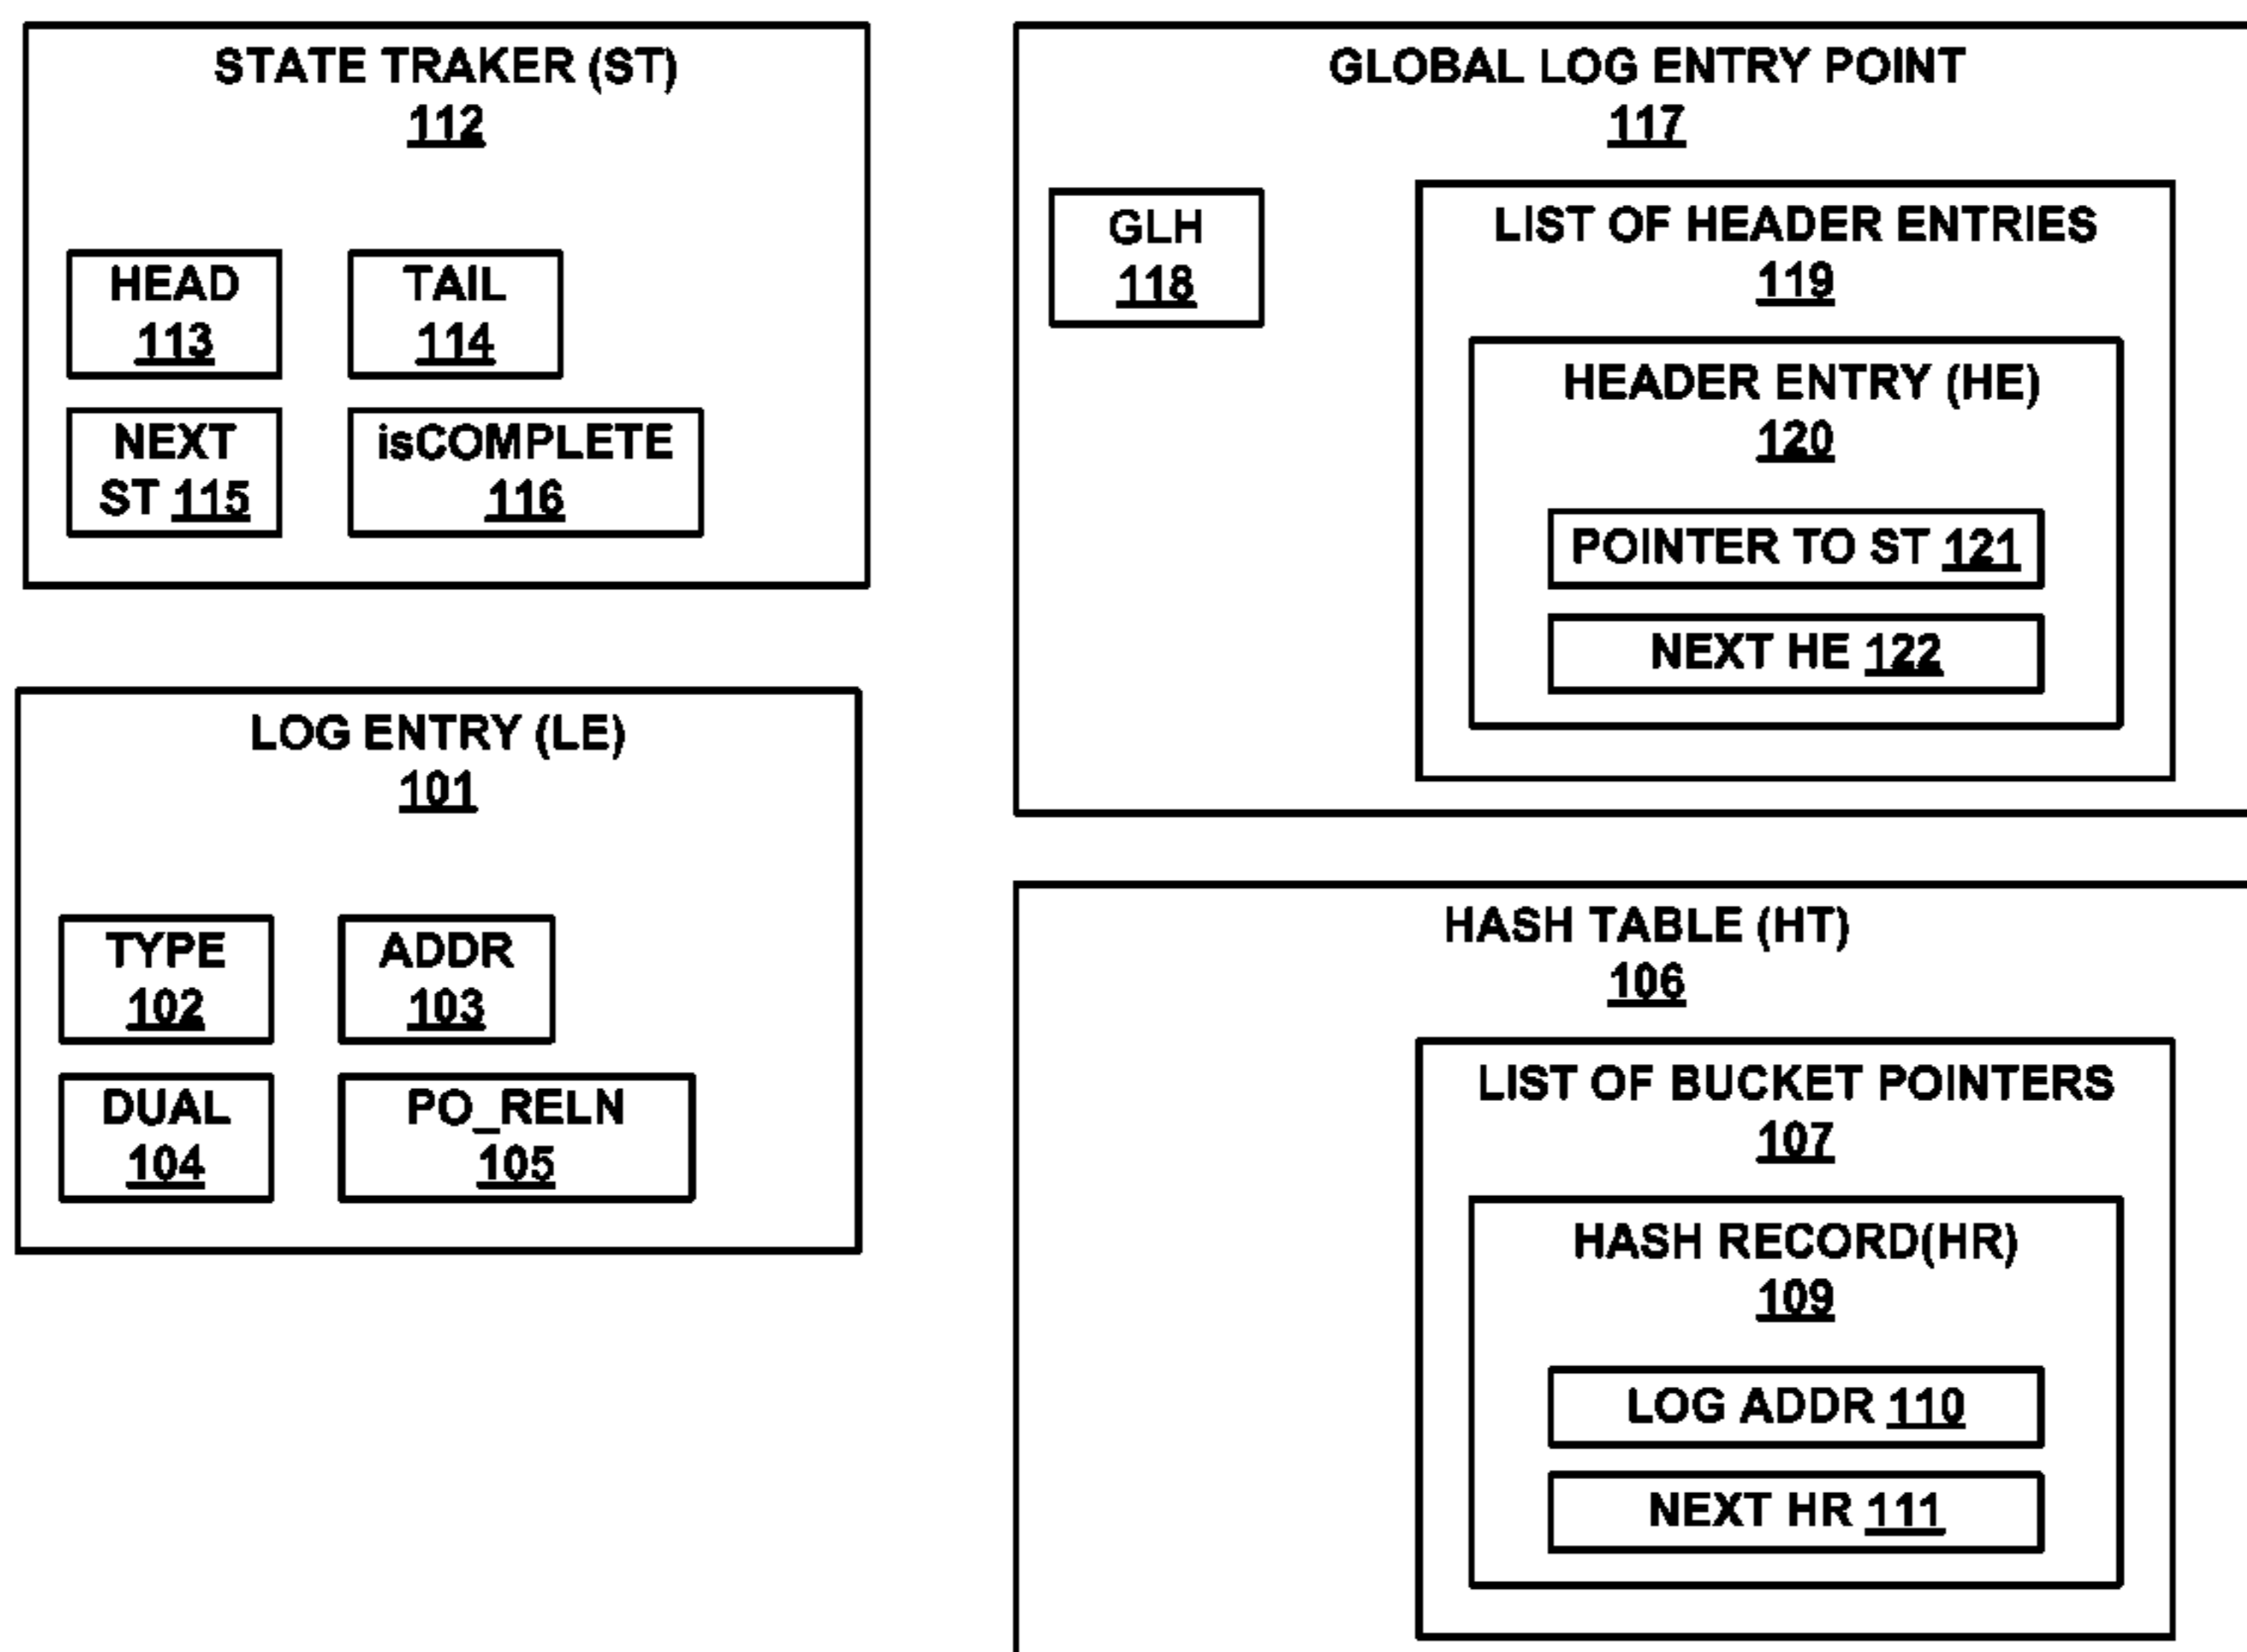 STATE TRAKER (ST)
112
HEAD
113
TAIL
114
NEXT
ST 115
isCOMPLETE
116
GLOBAL LOG ENTRY POINT
117
GLH
118
LIST OF HEADER ENTRIES
119
HEADER ENTRY (HE)
120
POINTER TO ST 121
NEXT HE 122
LOG ENTRY (LE)
101
TYPE
102
ADDR
103
DUAL
104
PO_RELN
105
HASH TABLE (HT)
106
LIST OF BUCKET POINTERS
107
HASH RECORD(HR)
109
LOG ADDR 110
NEXT HR 111